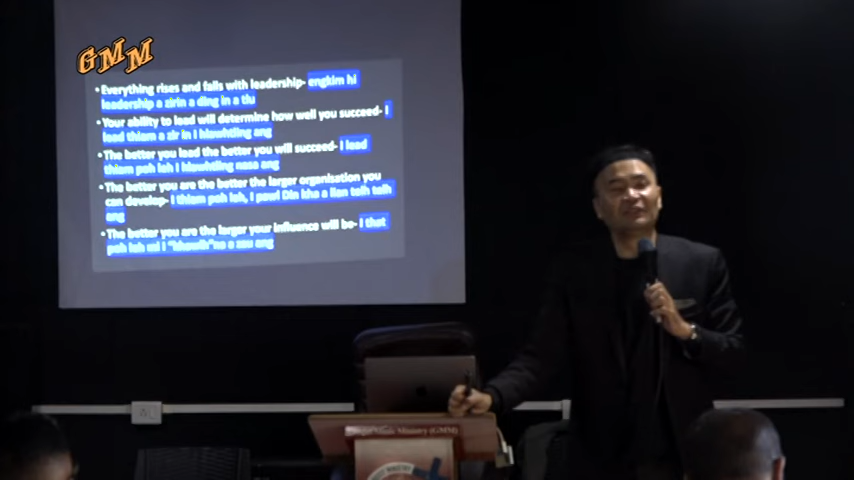 GMM
•Everything rises and falls with leadership- engkim hi
leadership a zirin a ding in a tlu
•Your ability to lead will determine how well you succeed- I
lead thiam a zir in I hlawhtling ang
•The better you lead the better you will succeed- I lead
thiam poh leh I hlawhtling nasa ang
•The better you are the better the larger organisation you
can develop- I thiam poh leh, I pawl Din kha a lian telh telh
ang
•The better you are the larger your influence will be- I that
poh leh
a zau ang
Music Ministry (GMM)